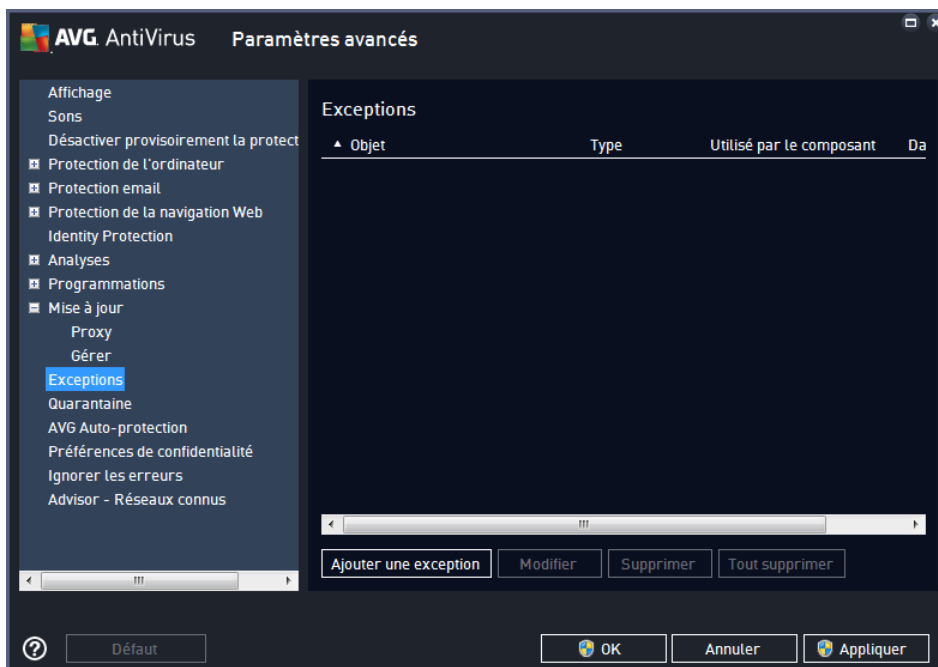 AVG AntiVirus Paramètres avancés
Affichage
Sons
Désactiver provisoirement la protect
Protection de l'ordinateur
Protection email
Protection de la navigation Web
Identity Protection
Analyses
Programmations
Mise à jour
Proxy
Gérer
Exceptions
Quarantaine
AVG Auto-protection
Préférences de confidentialité
Ignorer les erreurs
Advisor - Réseaux connus
Exceptions
Objet Type Utilisé par le composant Da
Ajouter une exception Modifier Supprimer Tout supprimer
? Défaut OK Annuler Appliquer